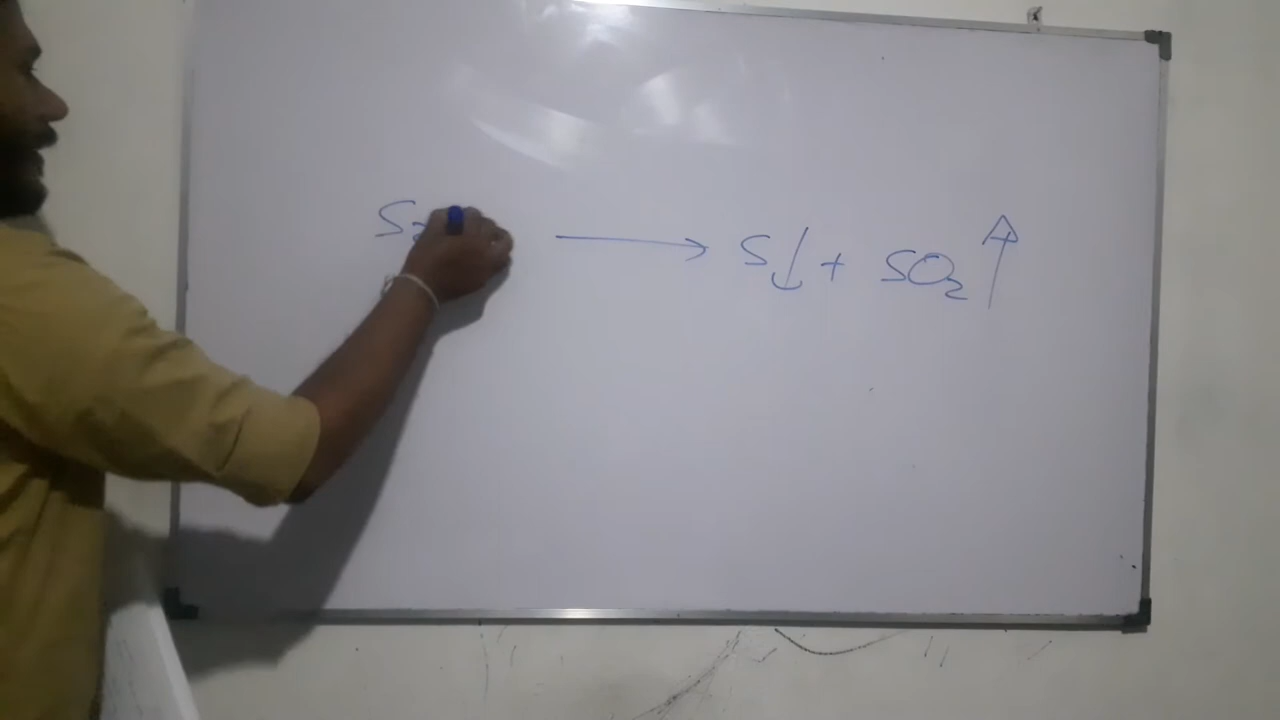 S2 → S↓ + SO2 ↑